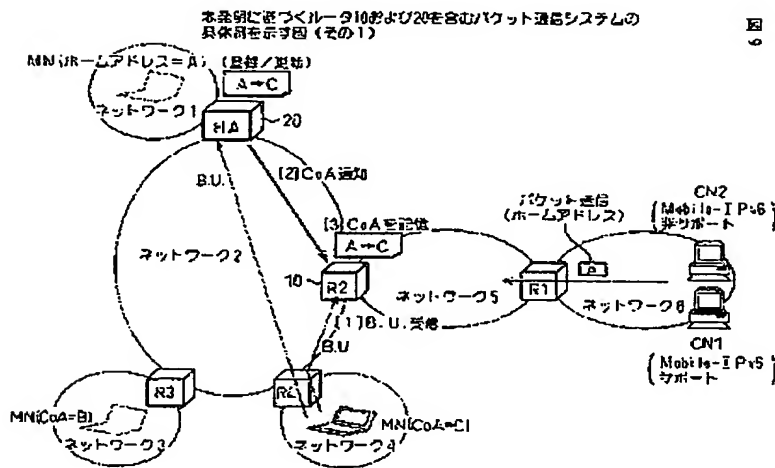 本発明に基づくルータ10および20を含むパケット通信システムの
具体例を示す図(その1)
図
6
MN(ホームアドレス=A)
(登録/更新)
A→C
ネットワーク1
HA
20
B.U.
[2]CoA通知
[3]CoAを記憶
A→C
パケット送信
(ホームアドレス)
A
CN2
(Mobile-IPv6
非サポート)
ネットワーク2
10
R2
ネットワーク5
R1
ネットワーク6
[1]B.U.受信
B.U
CN1
(Mobile-IPv6
サポート)
R3
R4
MN(CoA=B)
ネットワーク3
ネットワーク4
MN(CoA=C)